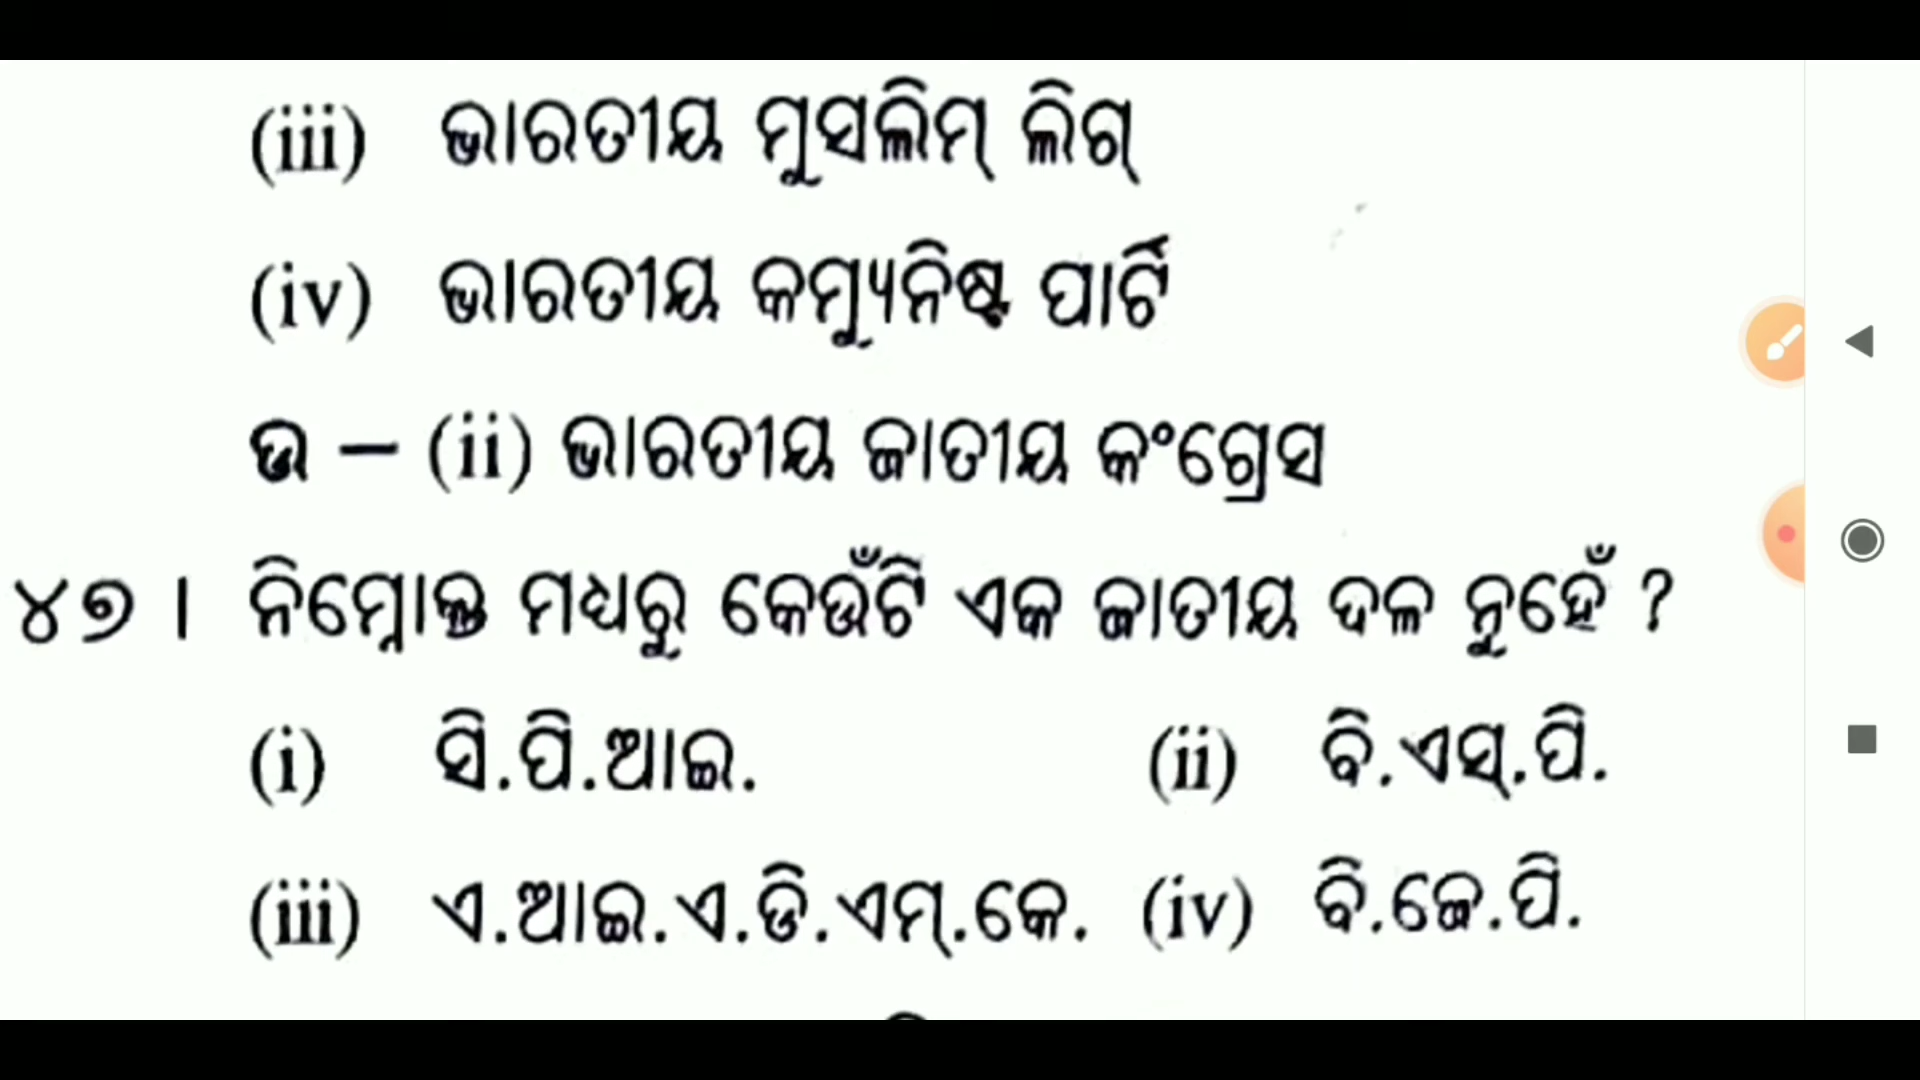 (iii) ଭାରତୀୟ ମୁସଲିମ୍ ଲିଗ୍
(iv) ଭାରତୀୟ କମ୍ୟୁନିଷ୍ଟ ପାର୍ଟି
ଉ – (ii) ଭାରତୀୟ ଜାତୀୟ କଂଗ୍ରେସ
୪୭ । ନିମ୍ନୋକ୍ତ ମଧ୍ୟରୁ କେଉଁଟି ଏକ ଜାତୀୟ ଦଳ ନୁହେଁ ?
(i) ସି.ପି.ଆଇ. (ii) ବି.ଏସ୍.ପି.
(iii) ଏ.ଆଇ.ଏ.ଡି.ଏମ୍.କେ. (iv) ବି.ଜେ.ପି.